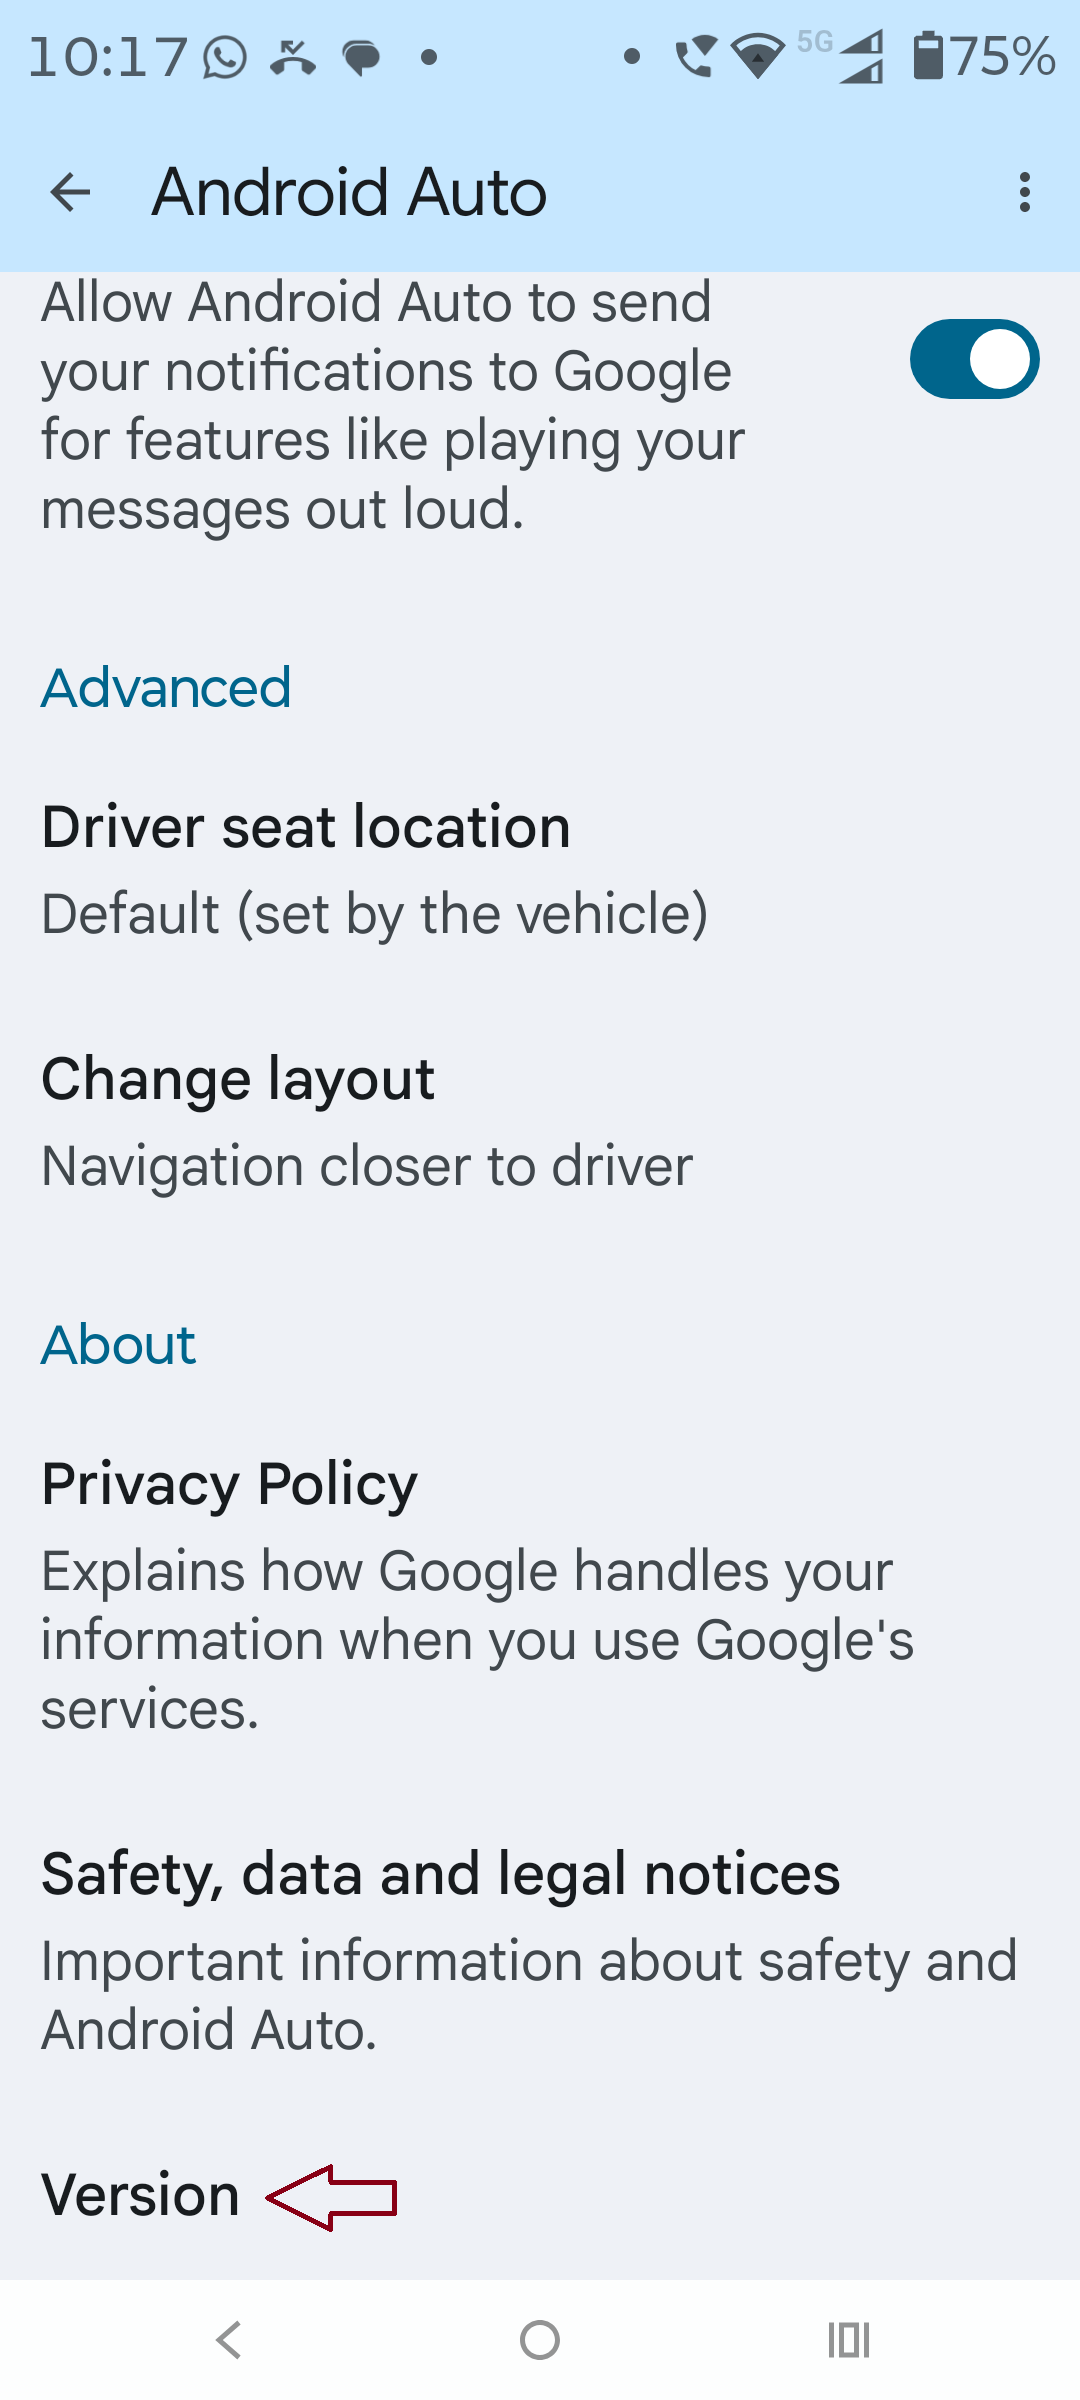 10:17 5G 75%
Android Auto
Allow Android Auto to send
your notifications to Google
for features like playing your
messages out loud.
Advanced
Driver seat location
Default (set by the vehicle)
Change layout
Navigation closer to driver
About
Privacy Policy
Explains how Google handles your
information when you use Google's
services.
Safety, data and legal notices
Important information about safety and
Android Auto.
Version